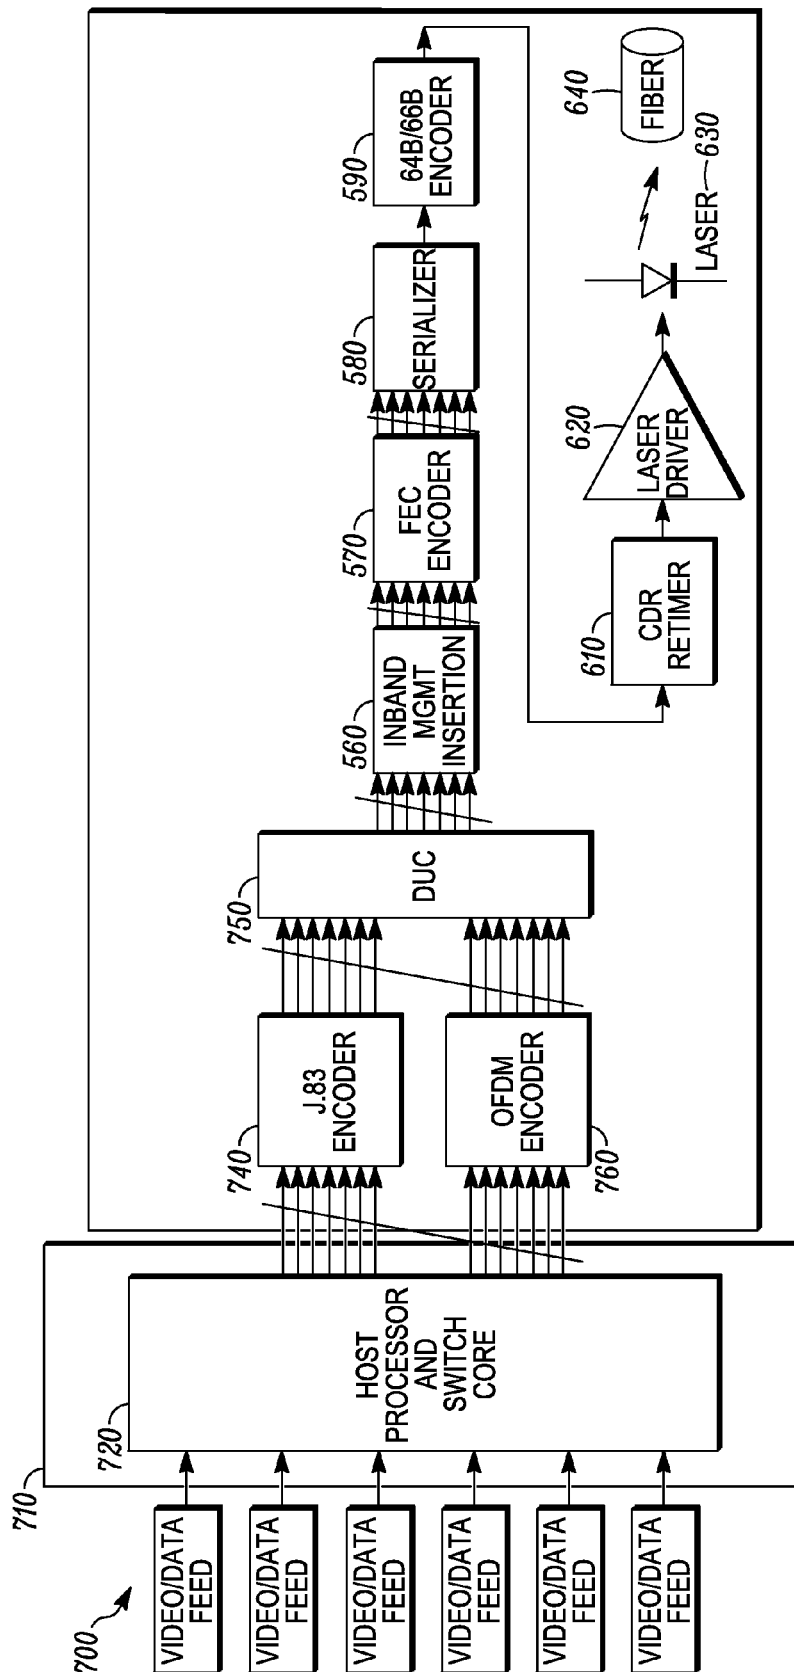 700
VIDEO/DATA
FEED
VIDEO/DATA
FEED
VIDEO/DATA
FEED
VIDEO/DATA
FEED
VIDEO/DATA
FEED
VIDEO/DATA
FEED
710
720
HOST
PROCESSOR
AND
SWITCH
CORE
740
J.83
ENCODER
OFDM
ENCODER
760
750
DUC
560
INBAND
MGMT
INSERTION
570
FEC
ENCODER
580
SERIALIZER
590
64B/66B
ENCODER
610
CDR
RETIMER
620
LASER
DRIVER
LASER
630
640
FIBER